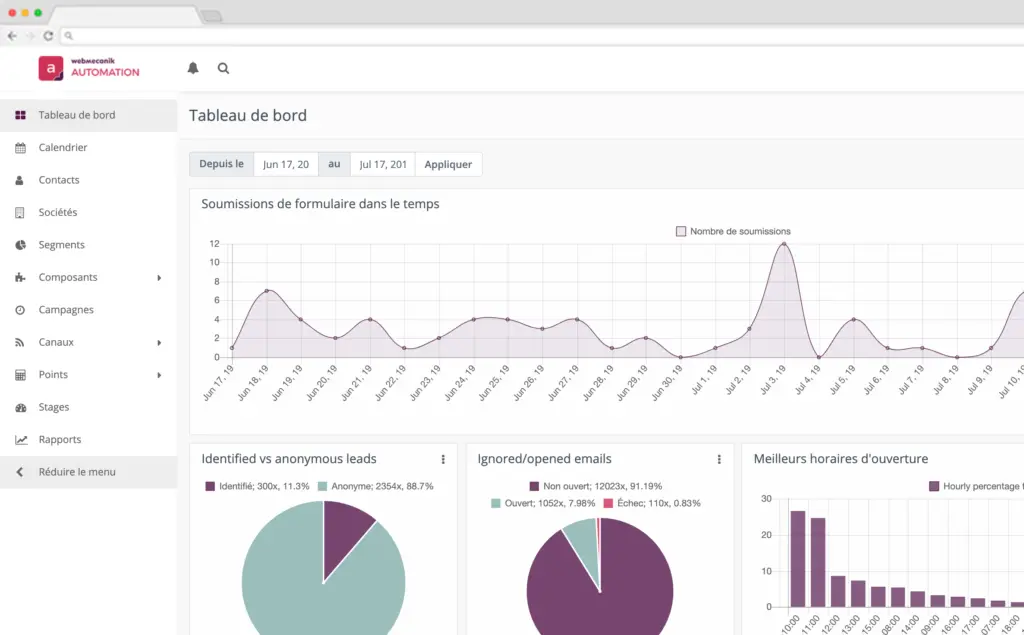 webmeconik
AUTOMATION
Tableau de bord
Calendrier
Contacts
Sociétés
Segments
Composants
Campagnes
Canaux
Points
Stages
Rapports
Réduire le menu
Tableau de bord
Depuis le Jun 17, 20 au Jul 17, 201 Appliquer
Soumissions de formulaire dans le temps
Nombre de soumissions
12
10
8
6
4
2
0
Jun 17, 19 Jun 18, 19 Jun 19, 19 Jun 20, 19 Jun 21, 19 Jun 22, 19 Jun 23, 19 Jun 24, 19 Jun 25, 19 Jun 26, 19 Jun 27, 19 Jun 28, 19 Jun 29, 19 Jun 30, 19 Jul 1, 19 Jul 2, 19 Jul 3, 19 Jul 4, 19 Jul 5, 19 Jul 6, 19 Jul 7, 19 Jul 8, 19 Jul 9, 19 Jul 10, 19
Identified vs anonymous leads
Identifié; 300x, 11.3% Anonyme; 2354x, 88.7%
Ignored/opened emails
Non ouvert; 12023x, 91.19%
Ouvert; 1052x, 7.98% Échec; 110x, 0.83%
Meilleurs horaires d'ouverture
Hourly percentage
30
20
10
0
10:00 11:00 12:00 13:00 15:00 08:00 14:00 09:00 16:00 17:00 07:00 18:00